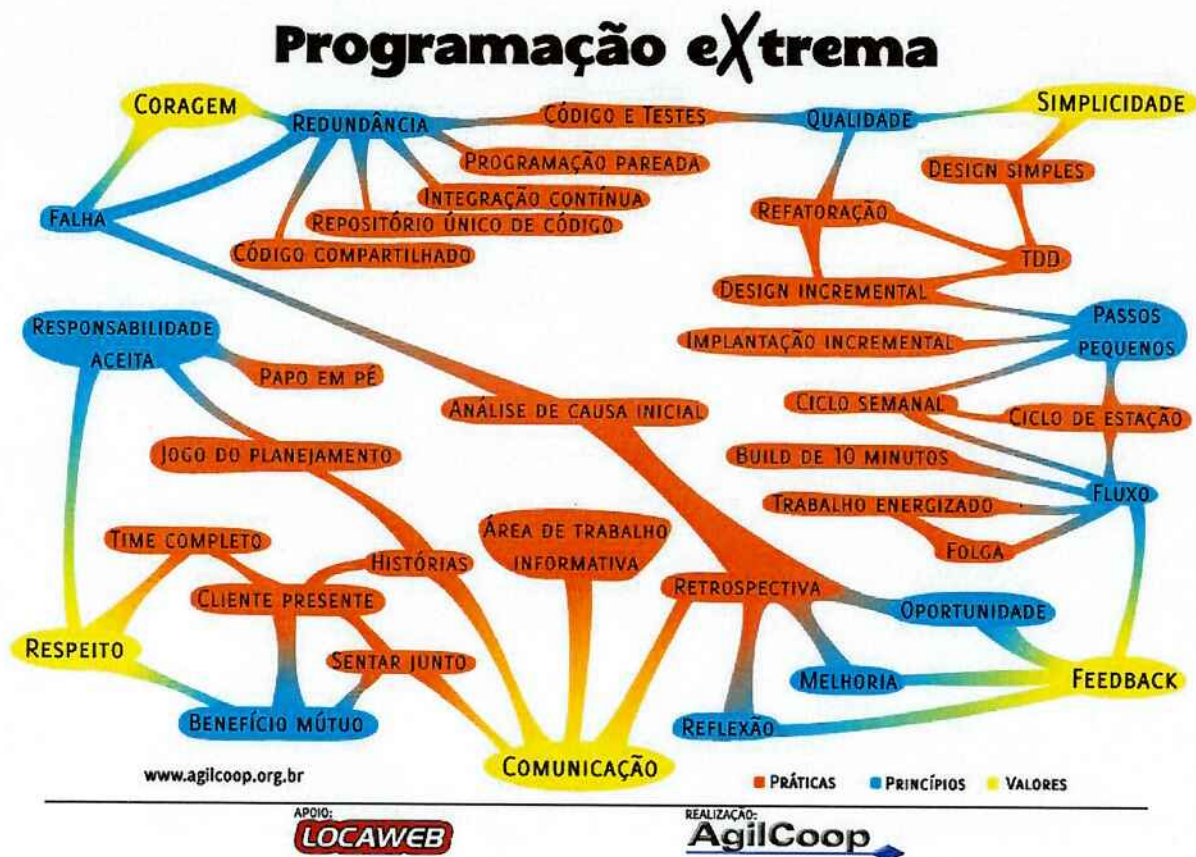 Programação eXtrema
CORAGEM
REDUNDÂNCIA
CÓDIGO E TESTES
QUALIDADE
SIMPLICIDADE
PROGRAMAÇÃO PAREADA
DESIGN SIMPLES
INTEGRAÇÃO CONTÍNUA
FALHA
REPOSITÓRIO ÚNICO DE CÓDIGO
REFATORAÇÃO
CÓDIGO COMPARTILHADO
TDD
DESIGN INCREMENTAL
RESPONSABILIDADE
ACEITA
PASSOS
PEQUENOS
IMPLANTAÇÃO INCREMENTAL
PAPO EM PÉ
ANÁLISE DE CAUSA INICIAL
CICLO SEMANAL
CICLO DE ESTAÇÃO
JOGO DO PLANEJAMENTO
BUILD DE 10 MINUTOS
FLUXO
TRABALHO ENERGIZADO
TIME COMPLETO
ÁREA DE TRABALHO
INFORMATIVA
FOLGA
HISTÓRIAS
CLIENTE PRESENTE
RETROSPECTIVA
OPORTUNIDADE
RESPEITO
SENTAR JUNTO
MELHORIA
FEEDBACK
BENEFÍCIO MÚTUO
REFLEXÃO
COMUNICAÇÃO
www.agilcoop.org.br
PRÁTICAS
PRINCÍPIOS
VALORES
APOIO:
LOCAWEB
REALIZAÇÃO:
AgilCoop